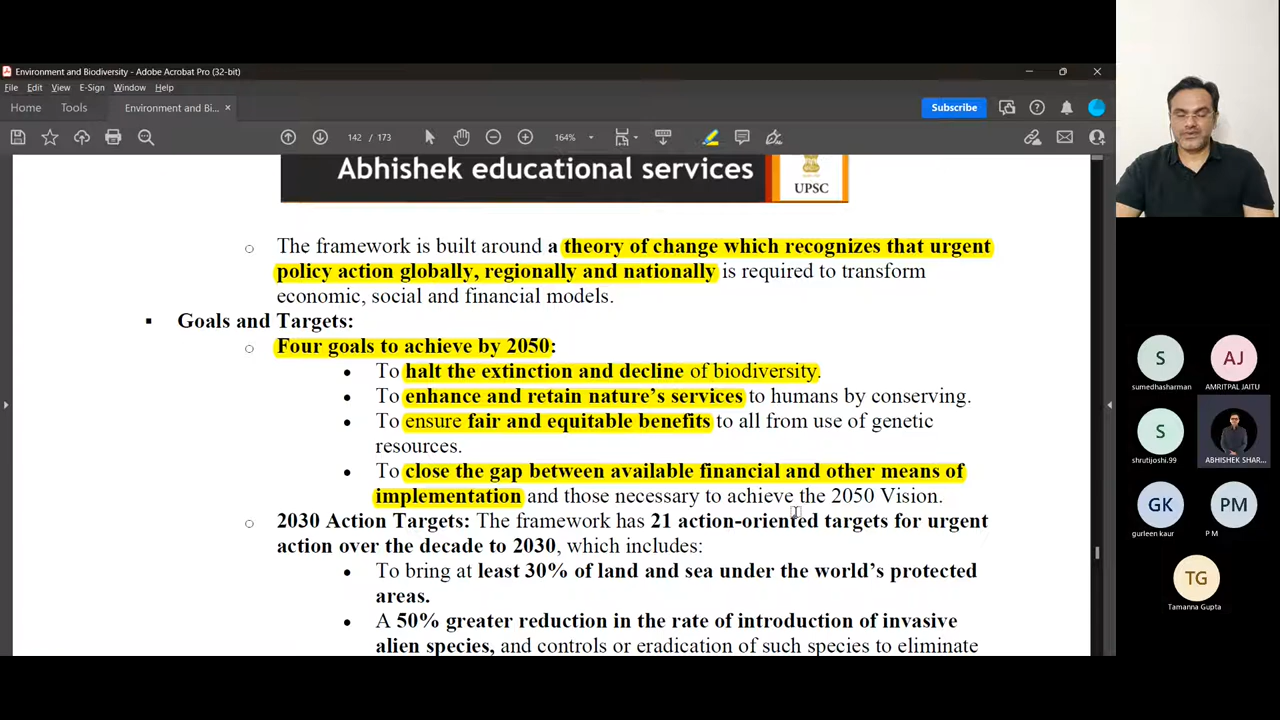 Environment and Biodiversity - Adobe Acrobat Pro (32-bit)
File Edit View E-Sign Window Help
Home Tools Environment and Bi... × Subscribe
142 / 173 164%
Abhishek educational services
UPSC
○ The framework is built around a theory of change which recognizes that urgent
policy action globally, regionally and nationally is required to transform
economic, social and financial models.
▪ Goals and Targets:
○ Four goals to achieve by 2050:
• To halt the extinction and decline of biodiversity.
• To enhance and retain nature’s services to humans by conserving.
• To ensure fair and equitable benefits to all from use of genetic
resources.
• To close the gap between available financial and other means of
implementation and those necessary to achieve the 2050 Vision.
○ 2030 Action Targets: The framework has 21 action-oriented targets for urgent
action over the decade to 2030, which includes:
• To bring at least 30% of land and sea under the world’s protected
areas.
• A 50% greater reduction in the rate of introduction of invasive
alien species, and controls or eradication of such species to eliminate
S AJ
sumedhasharman AMRITPAL JAITU
S
shrutijoshi.99 ABHISHEK SHAR...
GK PM
gurleen kaur P M
TG
Tamanna Gupta